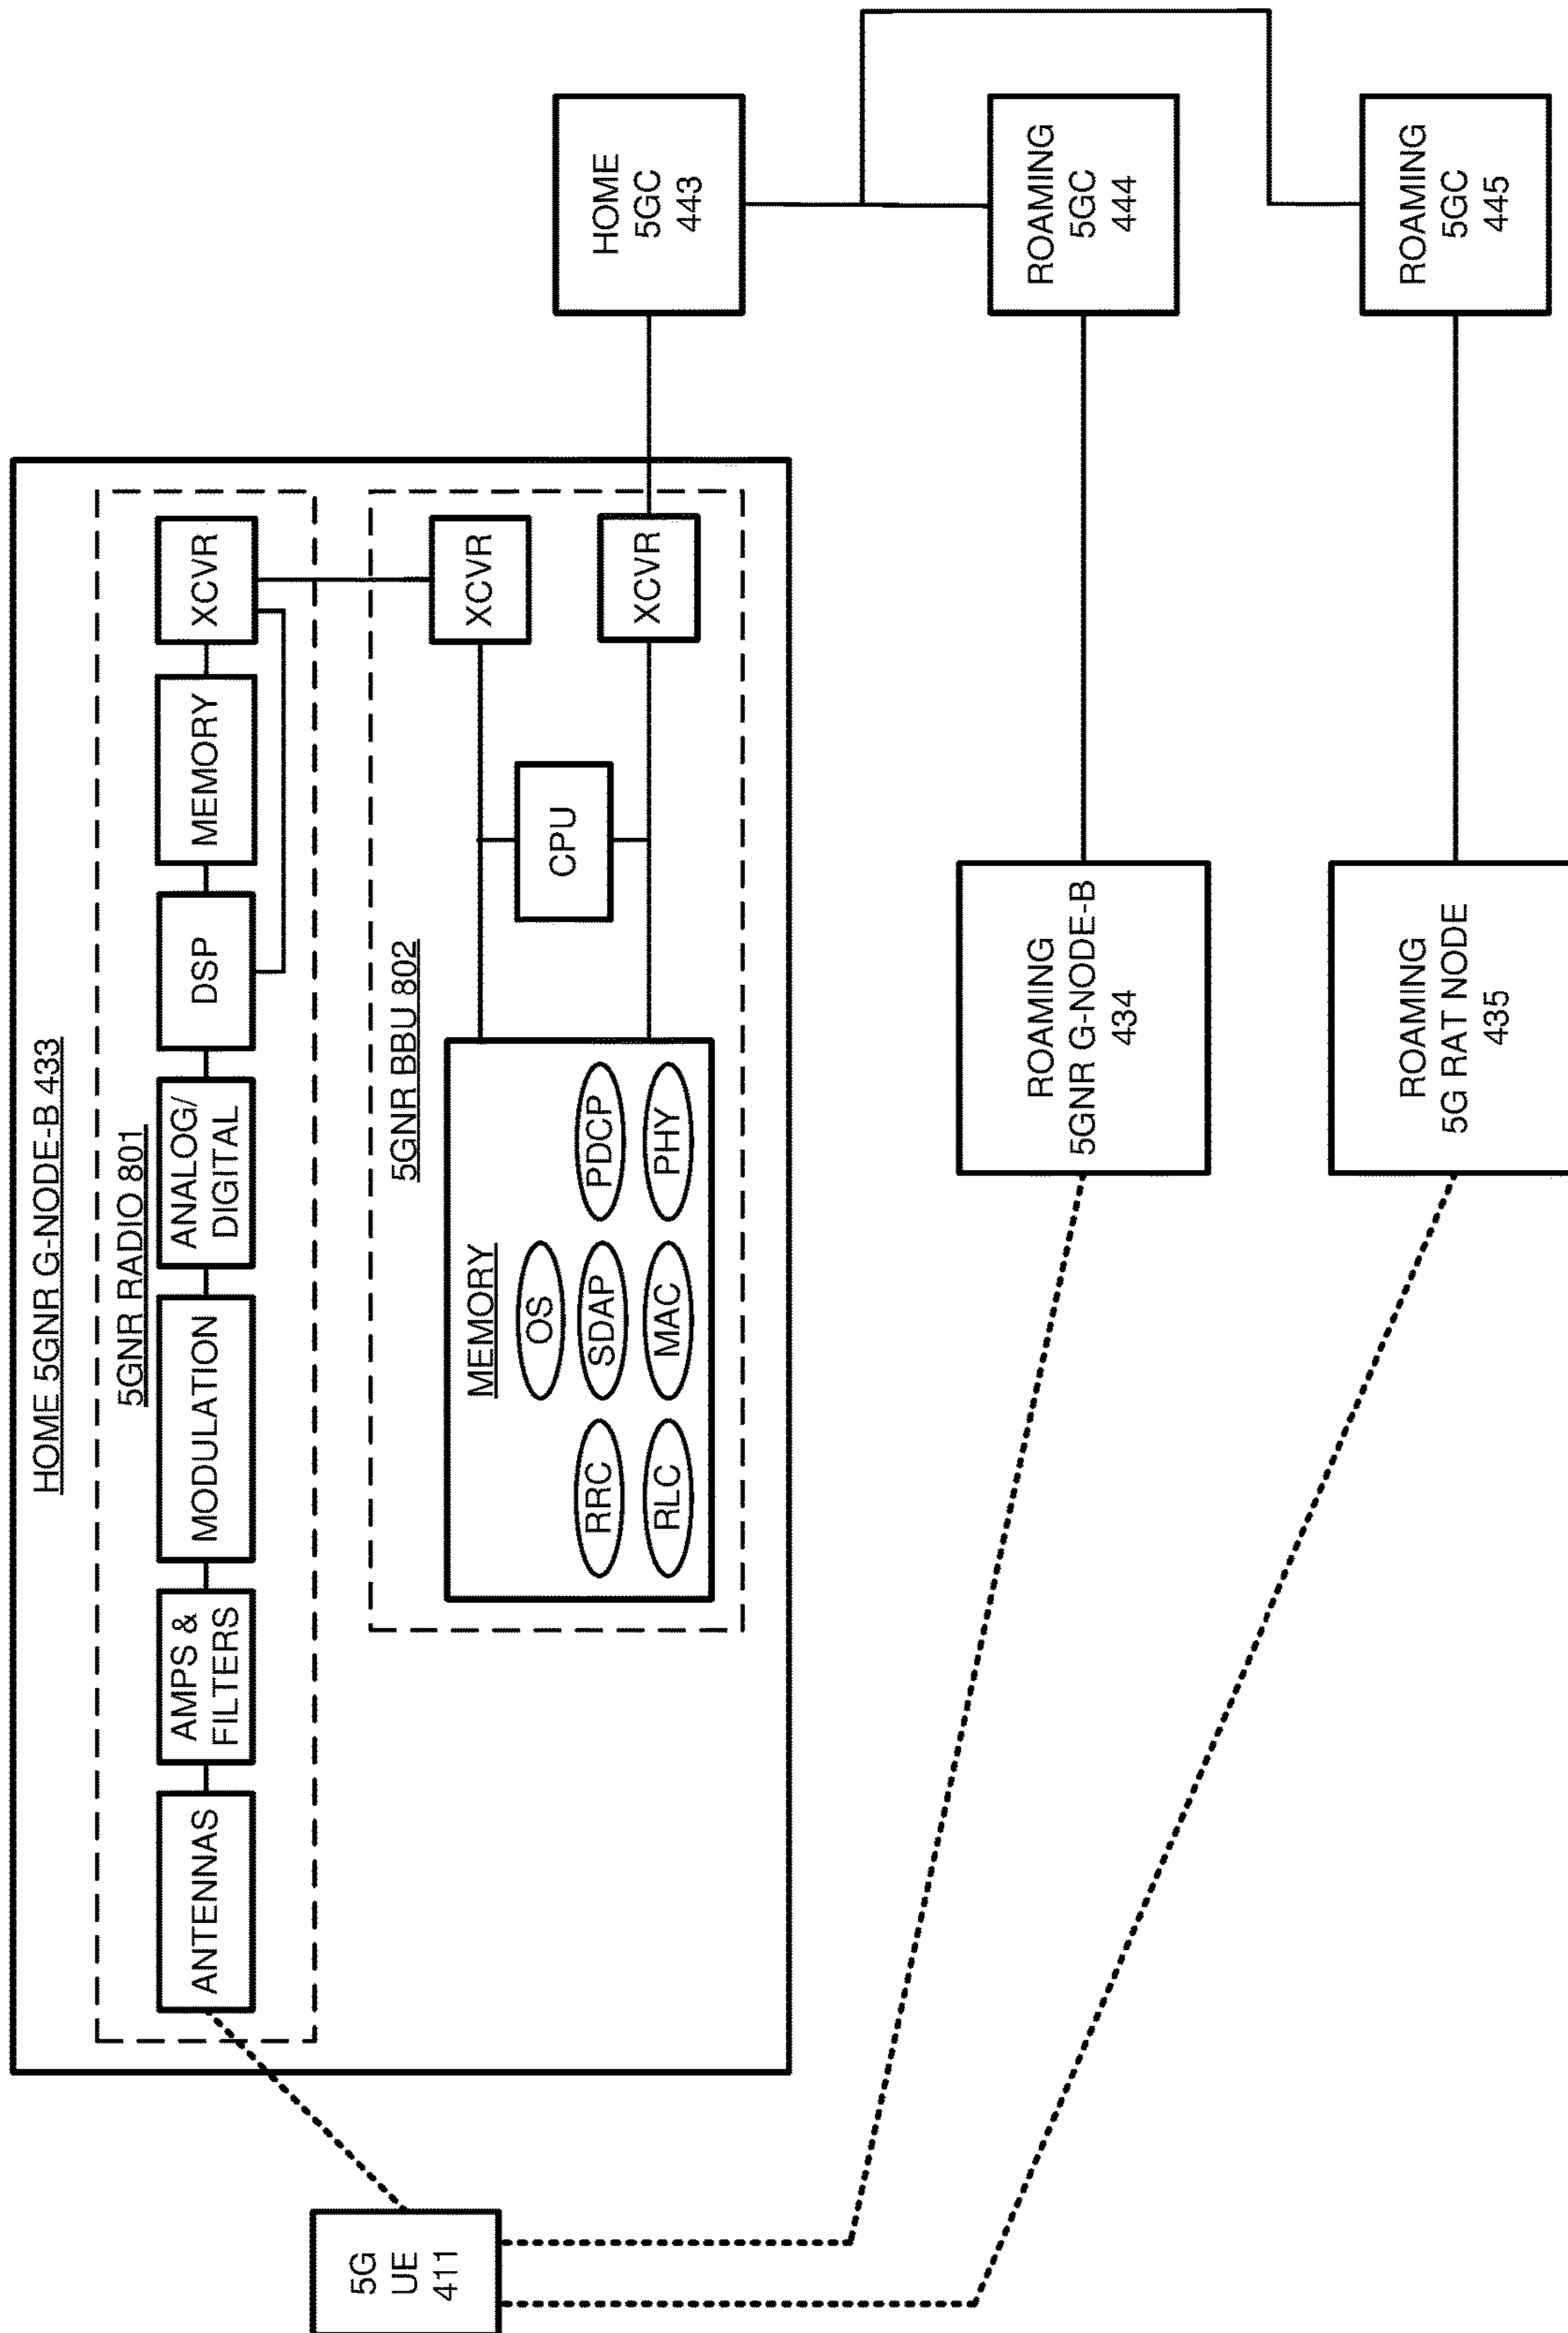 HOME 5GNR G-NODE-B 433
5GNR RADIO 801
ANTENNAS
AMPS &
FILTERS
MODULATION
ANALOG/
DIGITAL
DSP
MEMORY
XCVR
5GNR BBU 802
MEMORY
OS
RRC
SDAP
PDCP
RLC
MAC
PHY
CPU
XCVR
XCVR
5G
UE
411
HOME
5GC
443
ROAMING
5GNR G-NODE-B
434
ROAMING
5GC
444
ROAMING
5G RAT NODE
435
ROAMING
5GC
445